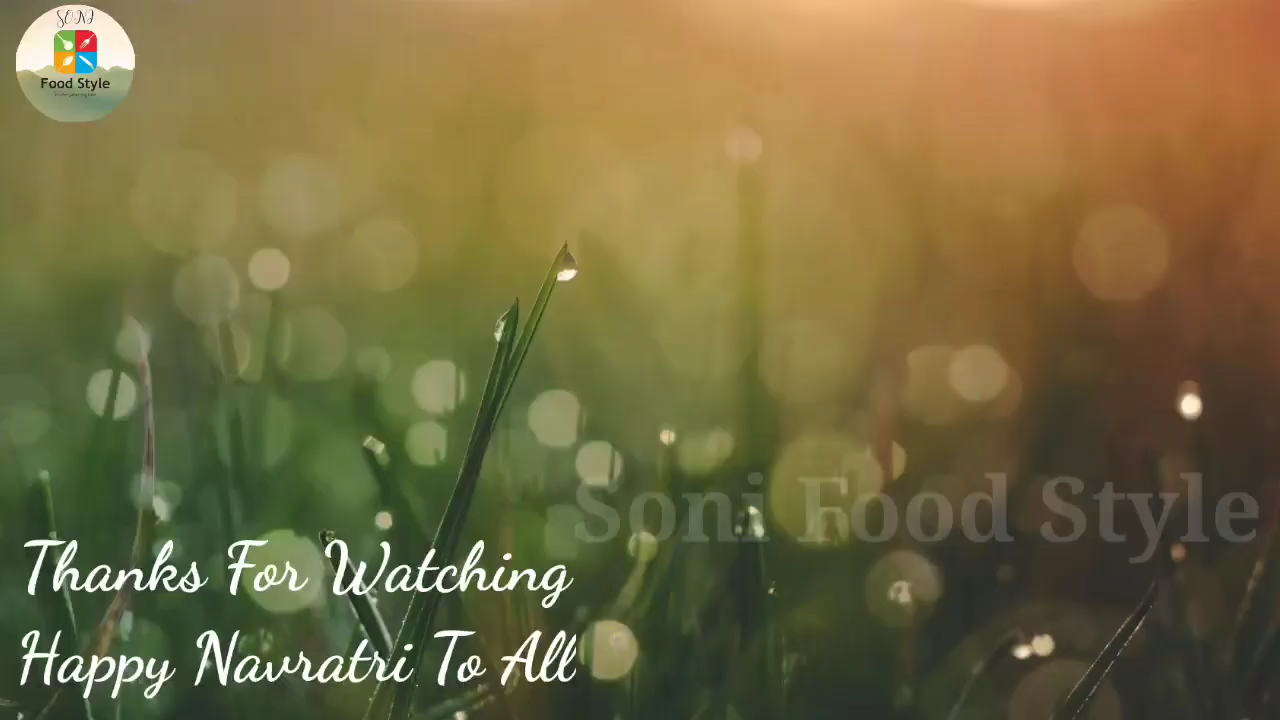 SONI
Food Style
Soni Food Style
Thanks For Watching
Happy Navratri To All